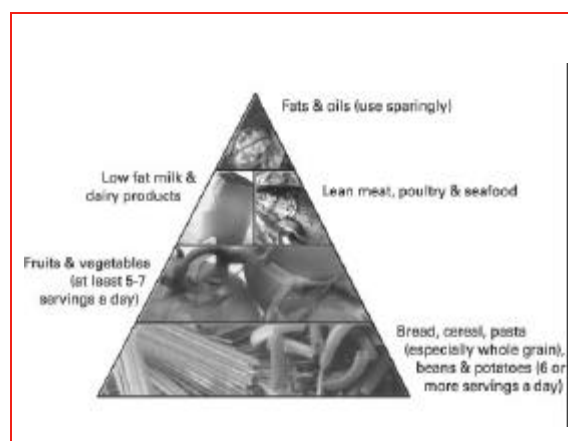 Fats & oils (use sparingly)
Low fat milk &
dairy products
Lean meat, poultry & seafood
Fruits & vegetables
(at least 5-7
servings a day)
Bread, cereal, pasta
(especially whole grain),
beans & potatoes (6 or
more servings a day)